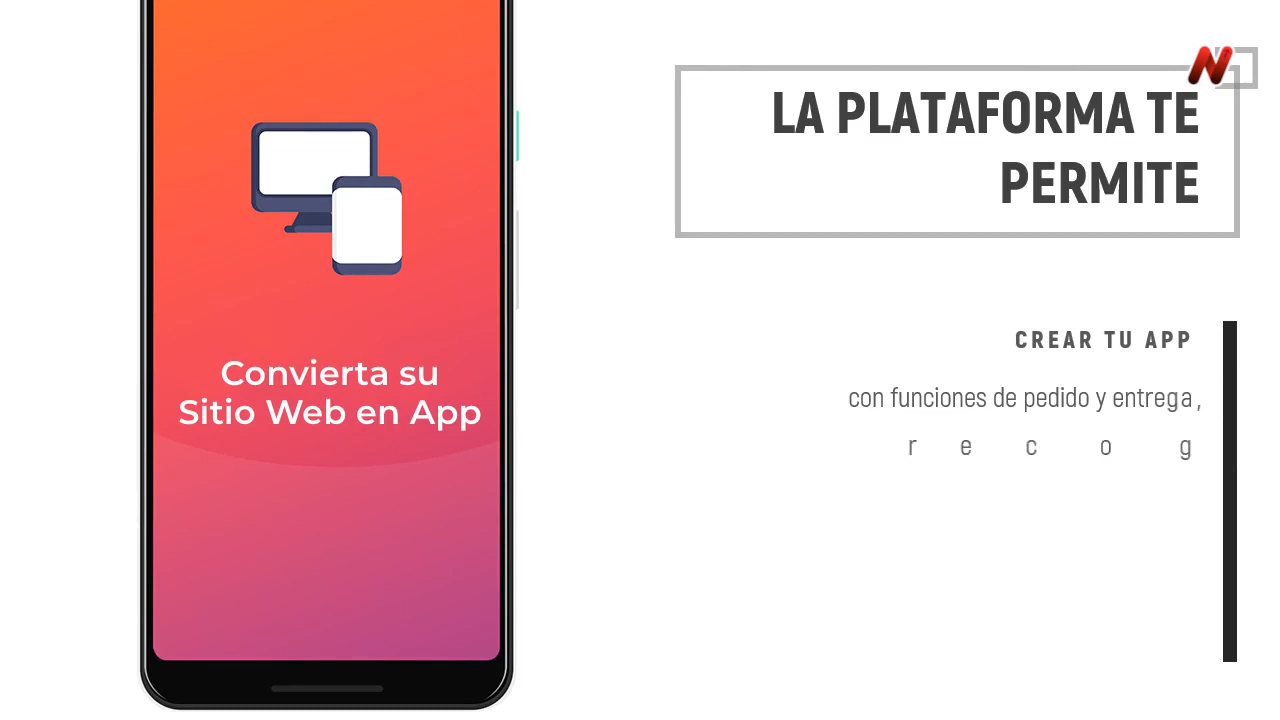 LA PLATAFORMA TE
PERMITE
Convierta su
Sitio Web en App
CREAR TU APP
con funciones de pedido y entrega,
r e c o g